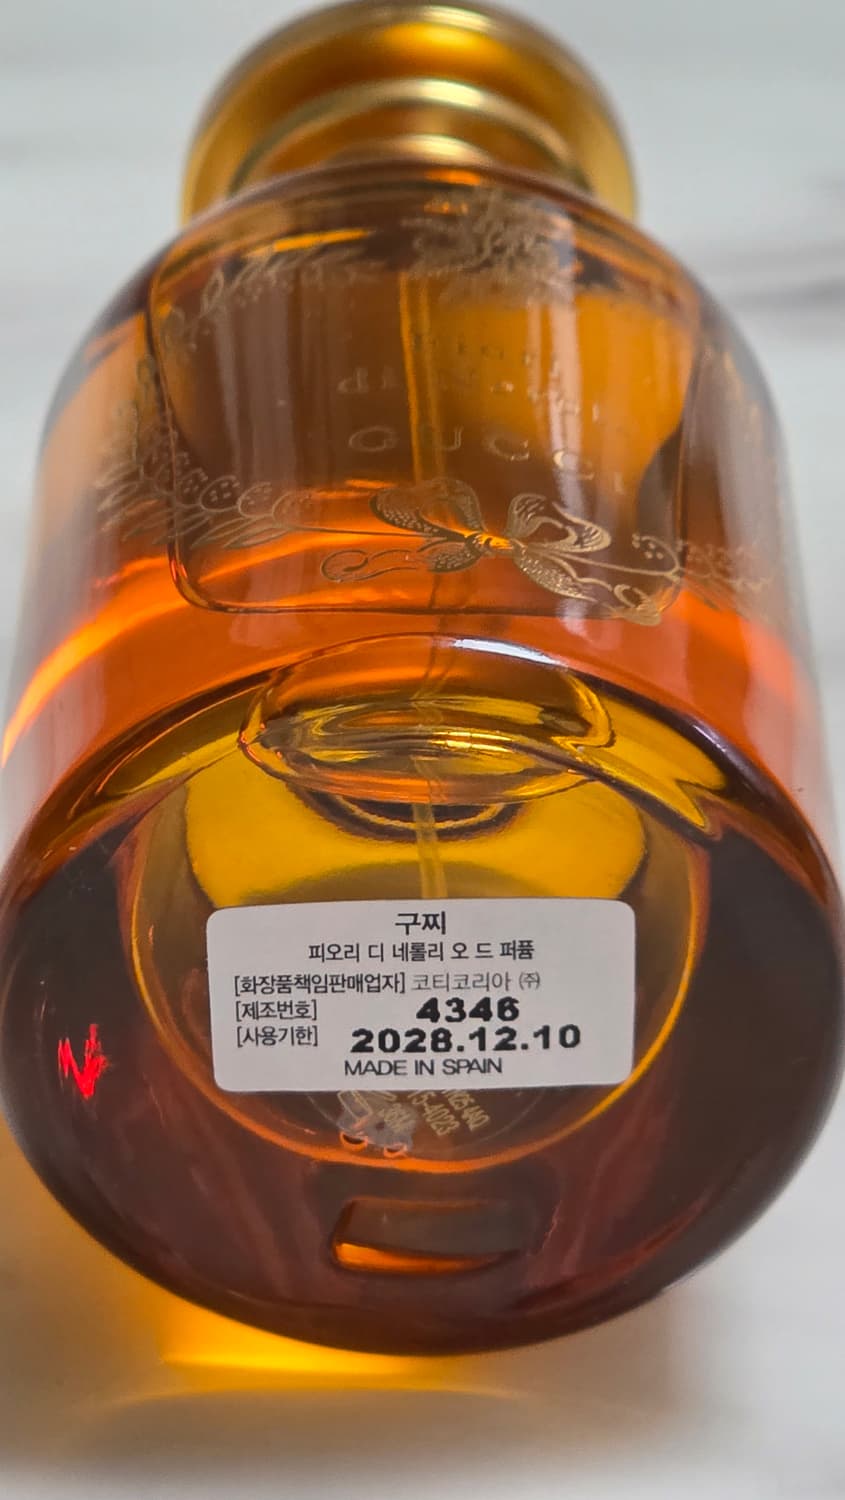 구찌
피오리 디 네롤리 오 드 퍼퓸
[화장품책임판매업자] 코티코리아 ㈜
[제조번호] 4346
[사용기한] 2028.12.10
MADE IN SPAIN